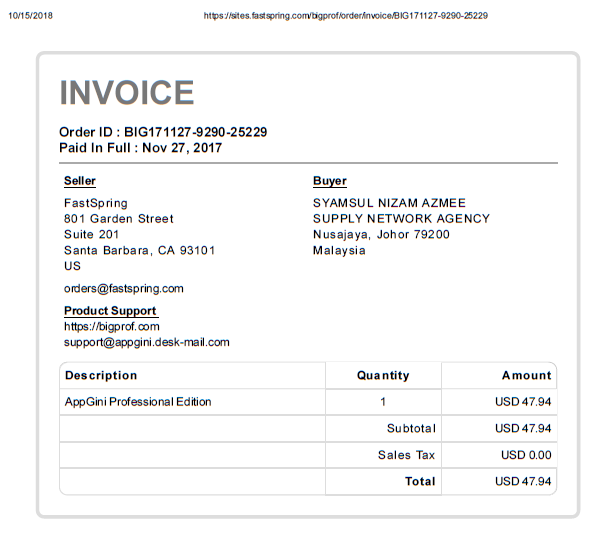 10/15/2018 https://sites.fastspring.com/bigprof/order/invoice/BIG171127-9290-25229
INVOICE
Order ID : BIG171127-9290-25229
Paid In Full : Nov 27, 2017
Seller
FastSpring
801 Garden Street
Suite 201
Santa Barbara, CA 93101
US
orders@fastspring.com
Product Support
https://bigprof.com
support@appgini.desk-mail.com
Buyer
SYAMSUL NIZAM AZMEE
SUPPLY NETWORK AGENCY
Nusajaya, Johor 79200
Malaysia
Description Quantity Amount
AppGini Professional Edition 1 USD 47.94
Subtotal USD 47.94
Sales Tax USD 0.00
Total USD 47.94